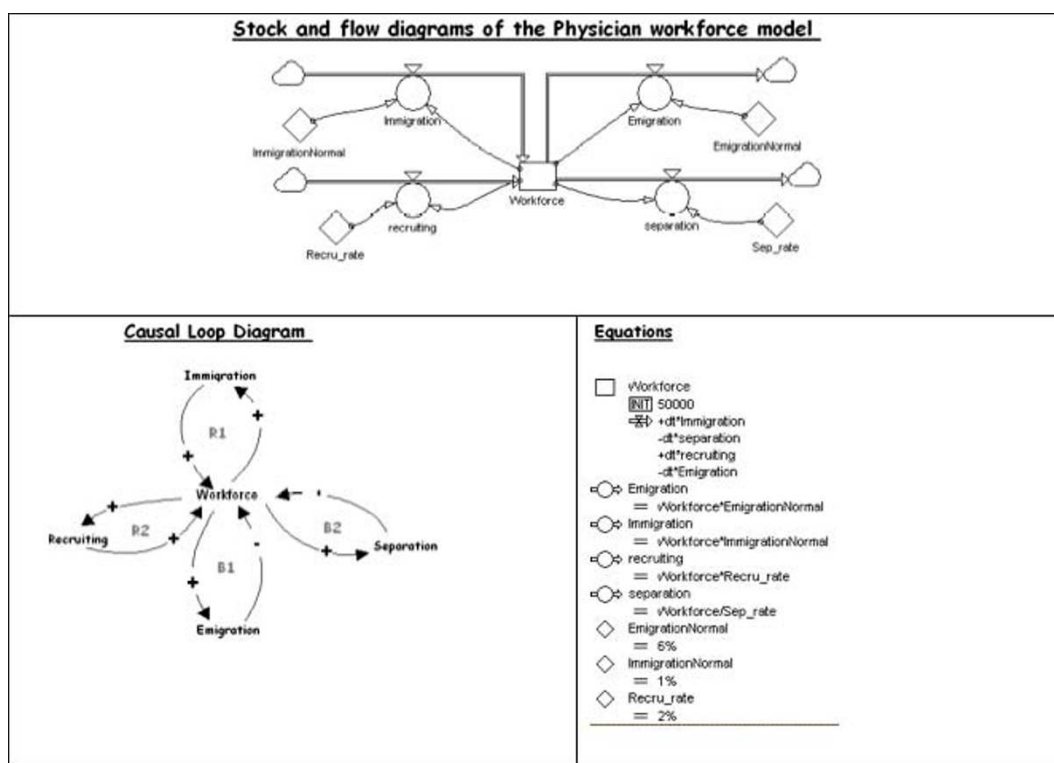 Stock and flow diagrams of the Physician workforce model
Immigration
Emigration
ImmigrationNormal
EmigrationNormal
Workforce
recruiting
separation
Recru_rate
Sep_rate
Causal Loop Diagram
Immigration
+
+
R1
+
Workforce
- -
+
+
R2
B2
Recruiting
+
+
Separation
B1
-
+
Emigration
Equations
Workforce
INIT 50000
+dt*Immigration
-dt*separation
+dt*recruiting
-dt*Emigration
Emigration
= Workforce*EmigrationNormal
Immigration
= Workforce*ImmigrationNormal
recruiting
= Workforce*Recru_rate
separation
= Workforce/Sep_rate
EmigrationNormal
= 6%
ImmigrationNormal
= 1%
Recru_rate
= 2%